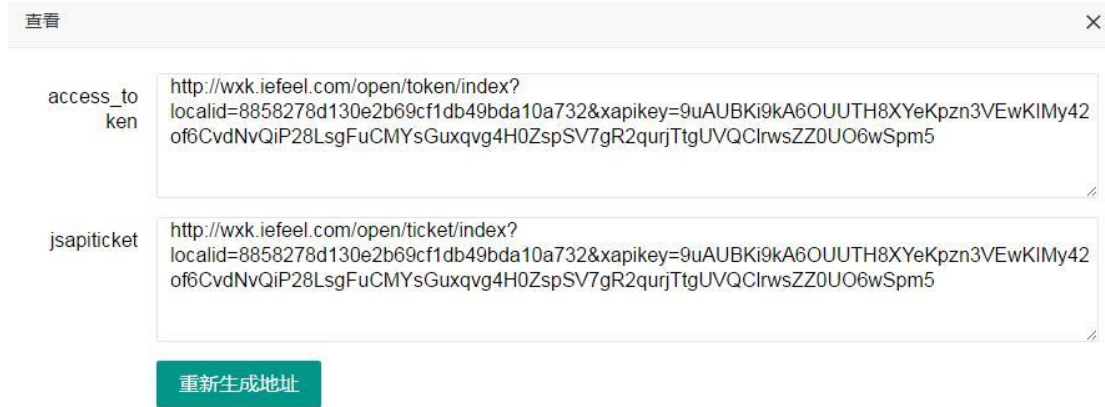 查看
access_to
ken
http://wxk.iefeel.com/open/token/index?
localid=8858278d130e2b69cf1db49bda10a732&xapikey=9uAUBKi9kA6OUUTH8XYeKpzn3VEwKIMy42
of6CvdNvQiP28LsgFuCMYsGuxqvg4H0ZspSV7gR2qurjTtgUVQClrwsZZ0UO6wSpm5
jsapiticket
http://wxk.iefeel.com/open/ticket/index?
localid=8858278d130e2b69cf1db49bda10a732&xapikey=9uAUBKi9kA6OUUTH8XYeKpzn3VEwKIMy42
of6CvdNvQiP28LsgFuCMYsGuxqvg4H0ZspSV7gR2qurjTtgUVQClrwsZZ0UO6wSpm5
重新生成地址